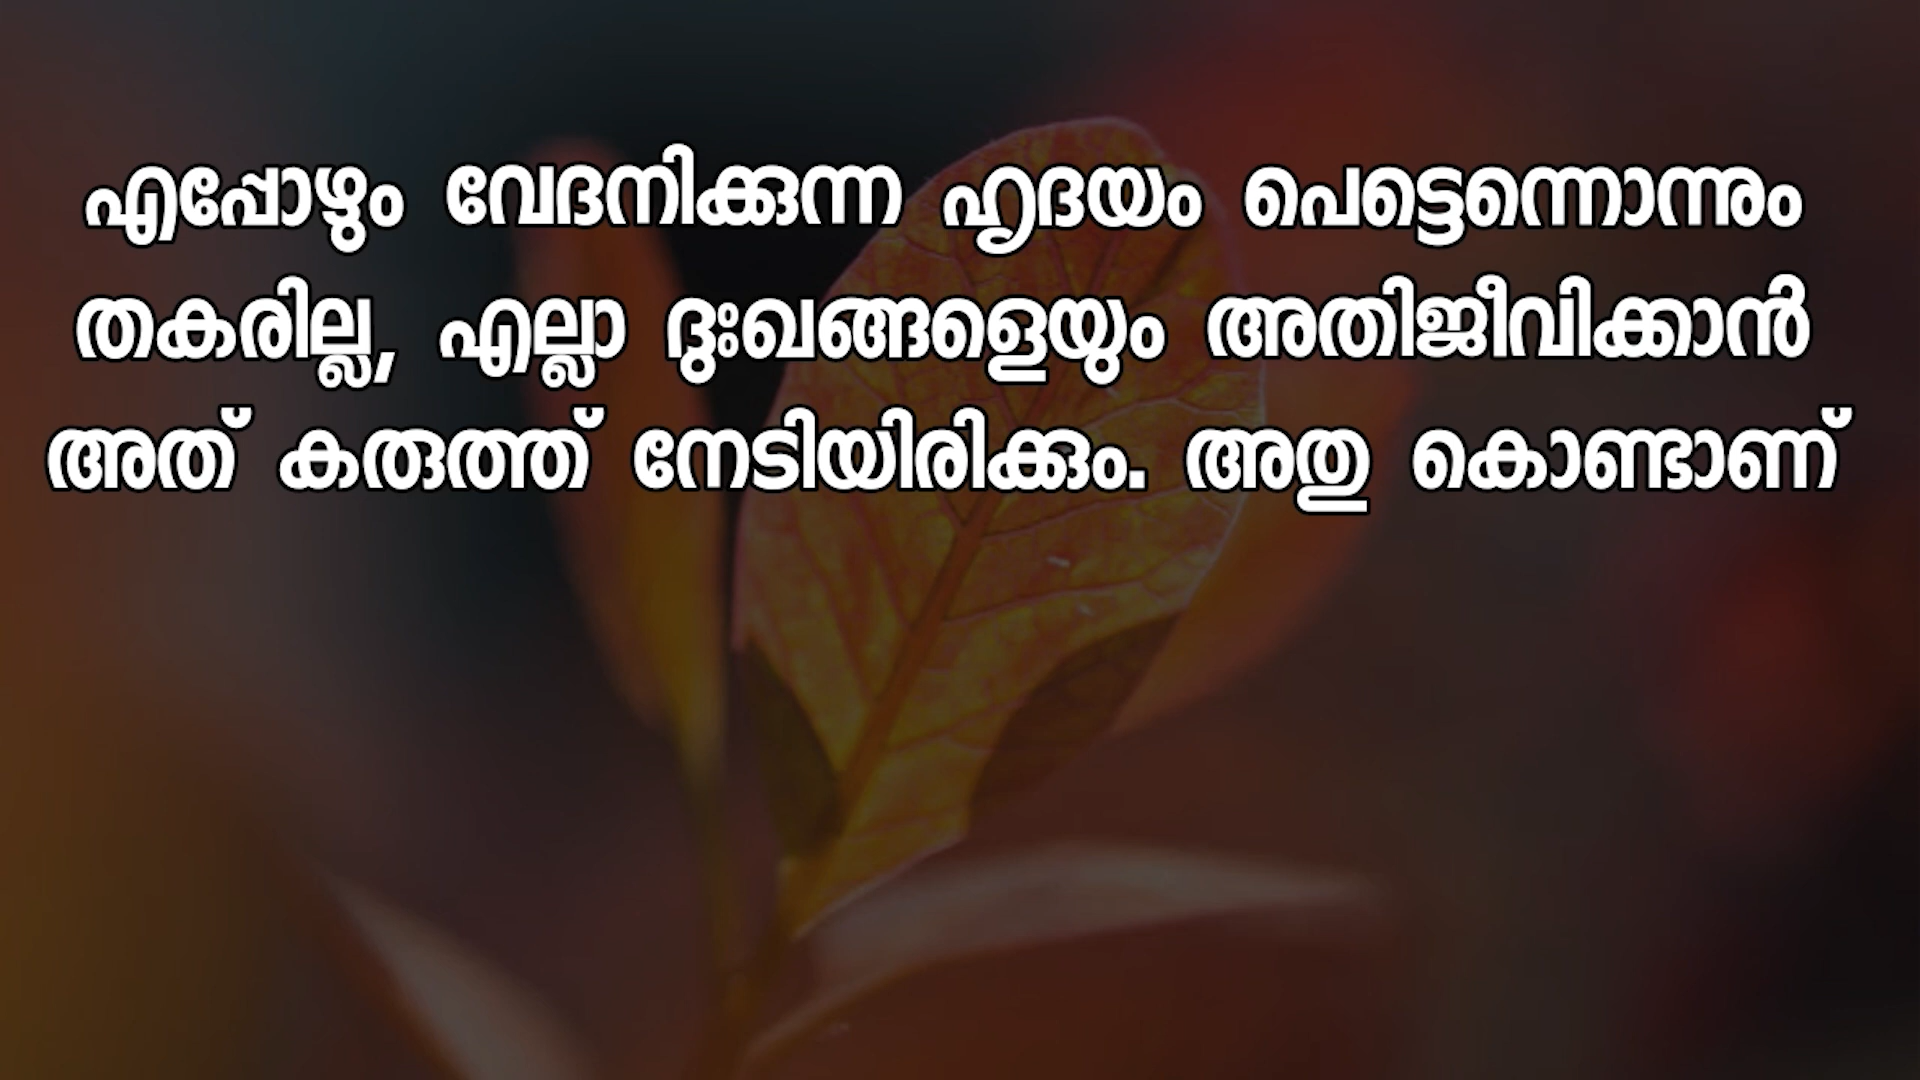 എപ്പോഴും വേദനിക്കുന്ന ഹൃദയം പെട്ടെന്നൊന്നും
തകരില്ല, എല്ലാ ദുഃഖങ്ങളെയും അതിജീവിക്കാൻ
അത് കരുത്ത് നേടിയിരിക്കും. അതു കൊണ്ടാണ്